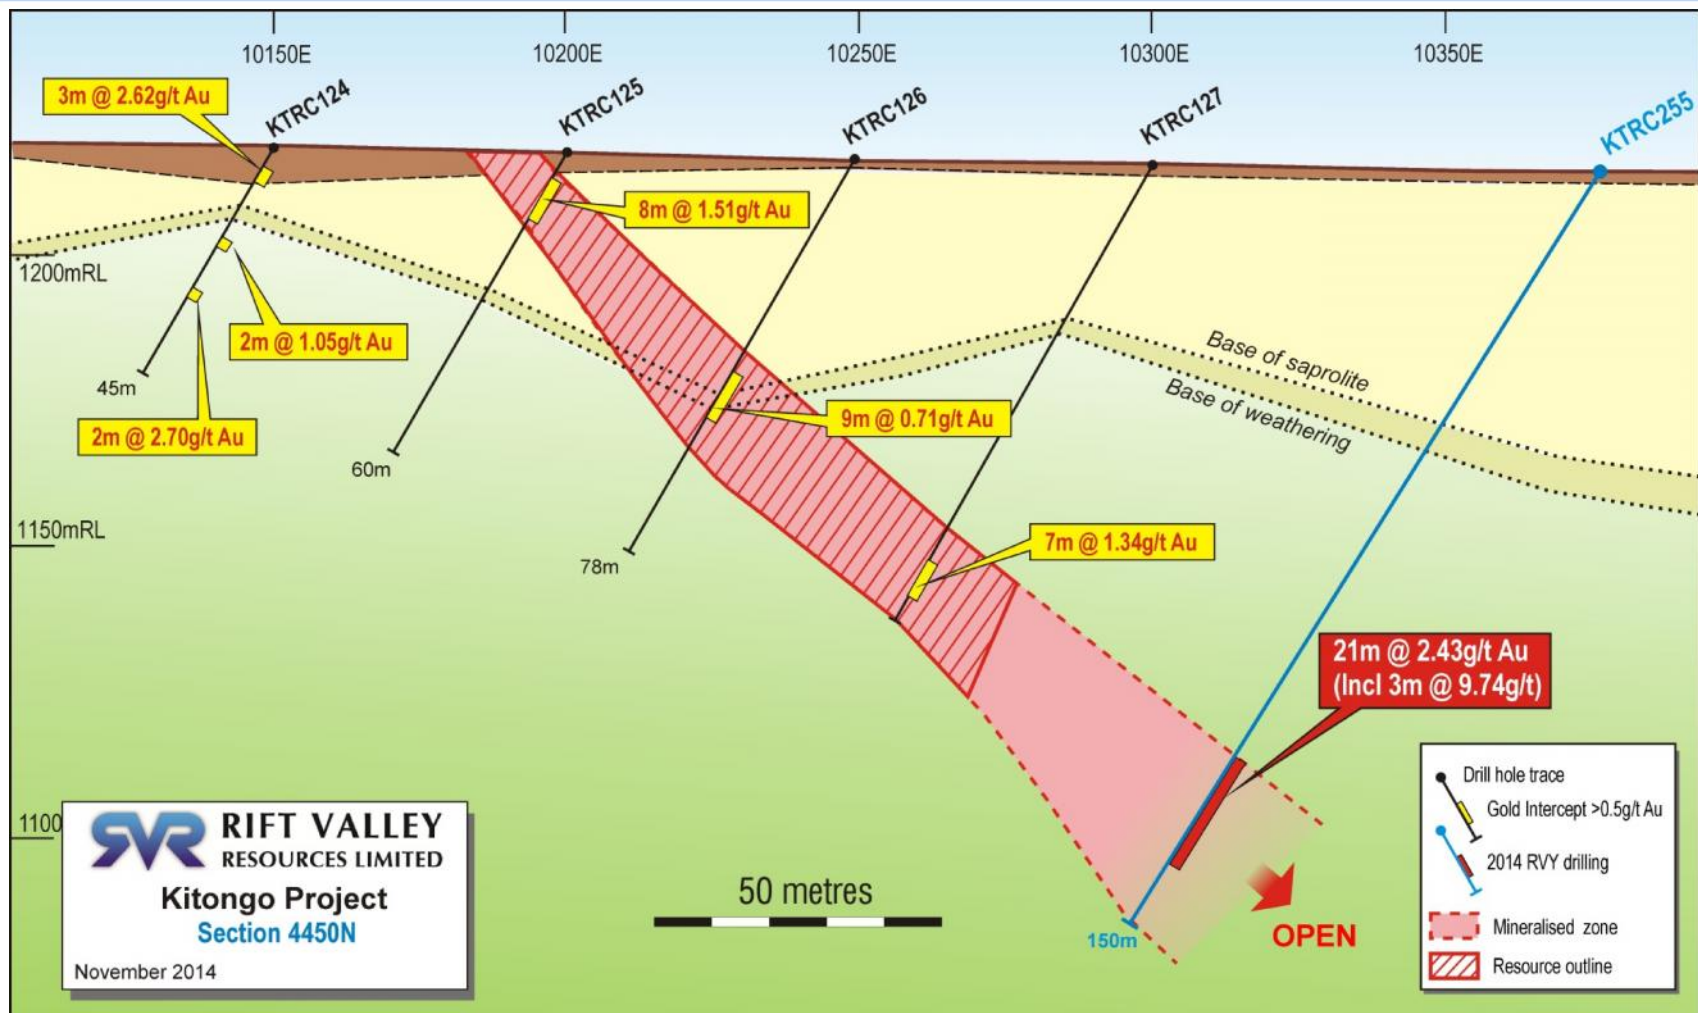 10150E
10200E
10250E
10300E
10350E
3m @ 2.62g/t Au
KTRC124
KTRC125
KTRC126
KTRC127
KTRC255
8m @ 1.51g/t Au
1200mRL
2m @ 1.05g/t Au
Base of saprolite
Base of weathering
45m
2m @ 2.70g/t Au
9m @ 0.71g/t Au
60m
1150mRL
7m @ 1.34g/t Au
78m
21m @ 2.43g/t Au
(Incl 3m @ 9.74g/t)
1100
SVR
RIFT VALLEY
RESOURCES LIMITED
Kitongo Project
Section 4450N
November 2014
50 metres
150m
OPEN
Drill hole trace
Gold Intercept >0.5g/t Au
2014 RVY drilling
Mineralised zone
Resource outline